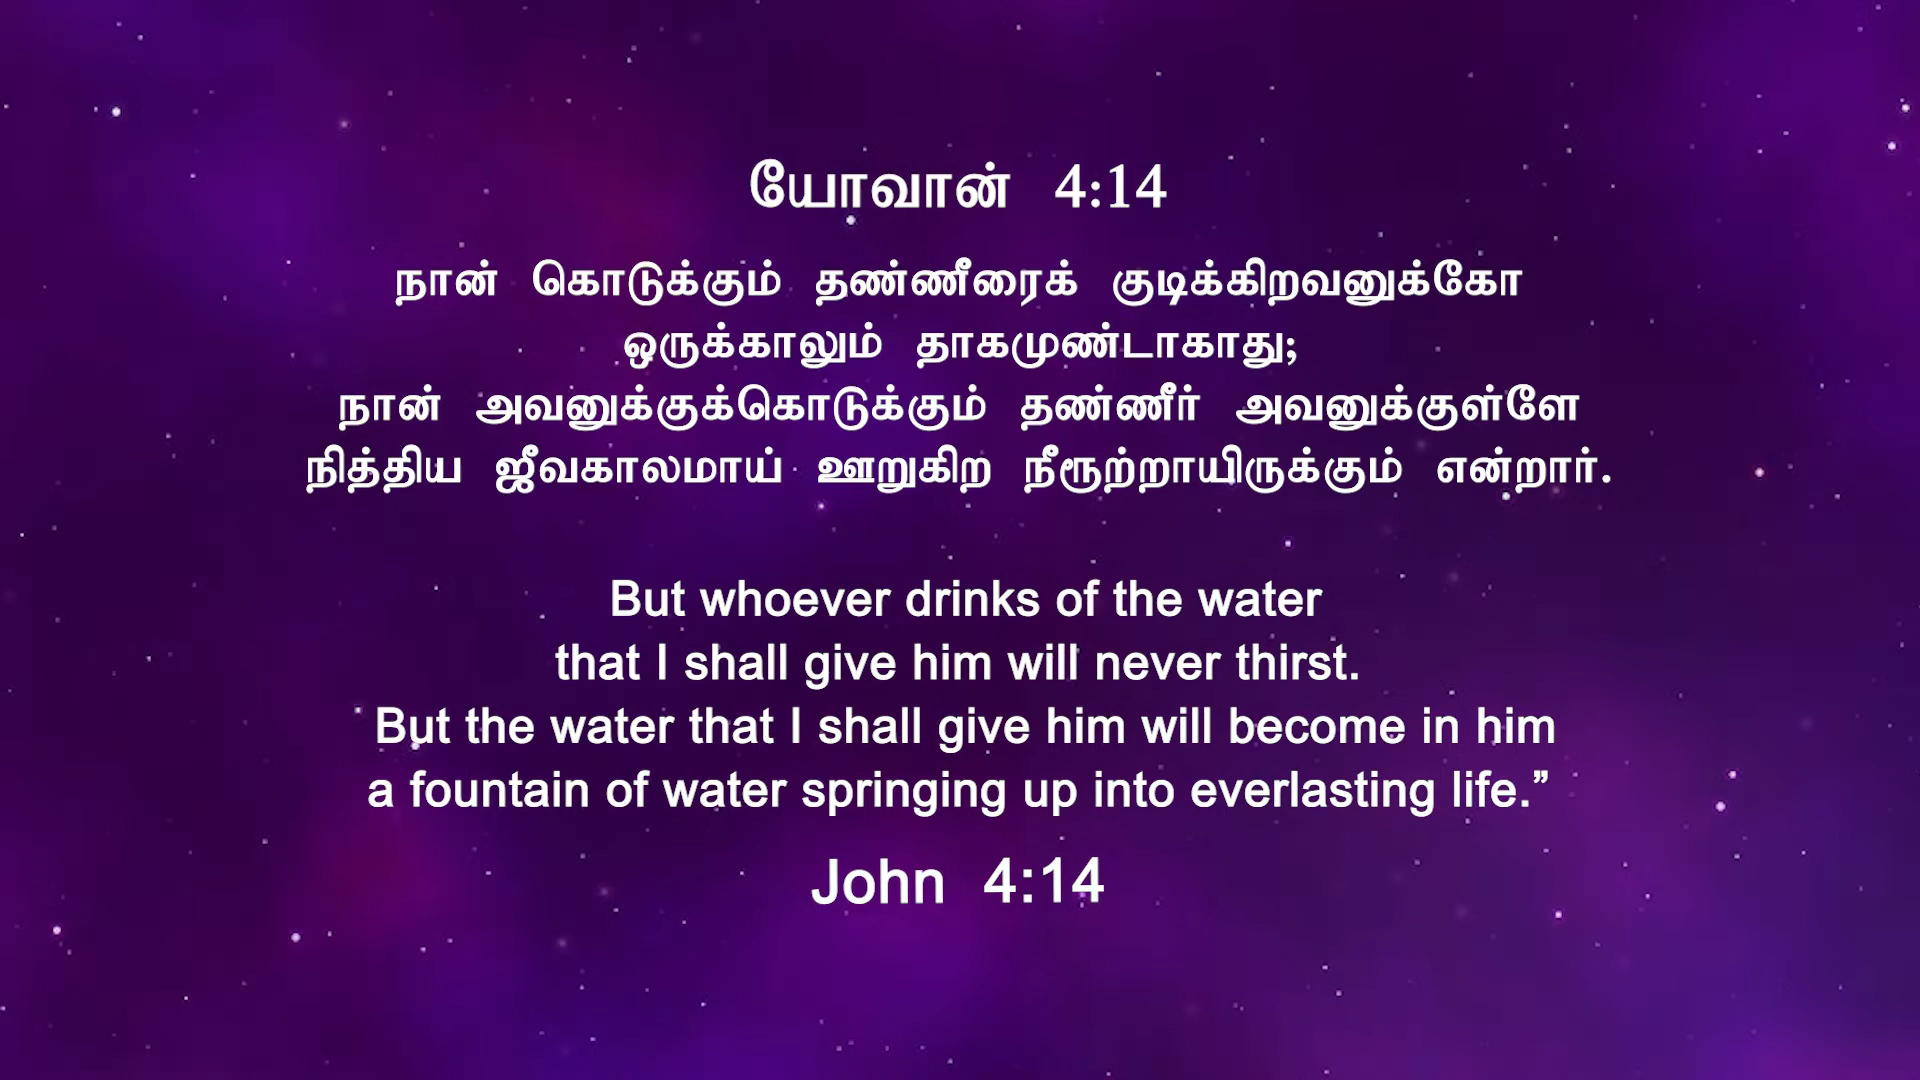 யோவான் 4:14
நான் கொடுக்கும் தண்ணீரைக் குடிக்கிறவனுக்கோ
ஒருக்காலும் தாகமுண்டாகாது;
நான் அவனுக்குக்கொடுக்கும் தண்ணீர் அவனுக்குள்ளே
நித்திய ஜீவகாலமாய் ஊறுகிற நீரூற்றாயிருக்கும் என்றார்.
But whoever drinks of the water
that I shall give him will never thirst.
But the water that I shall give him will become in him
a fountain of water springing up into everlasting life.”
John 4:14